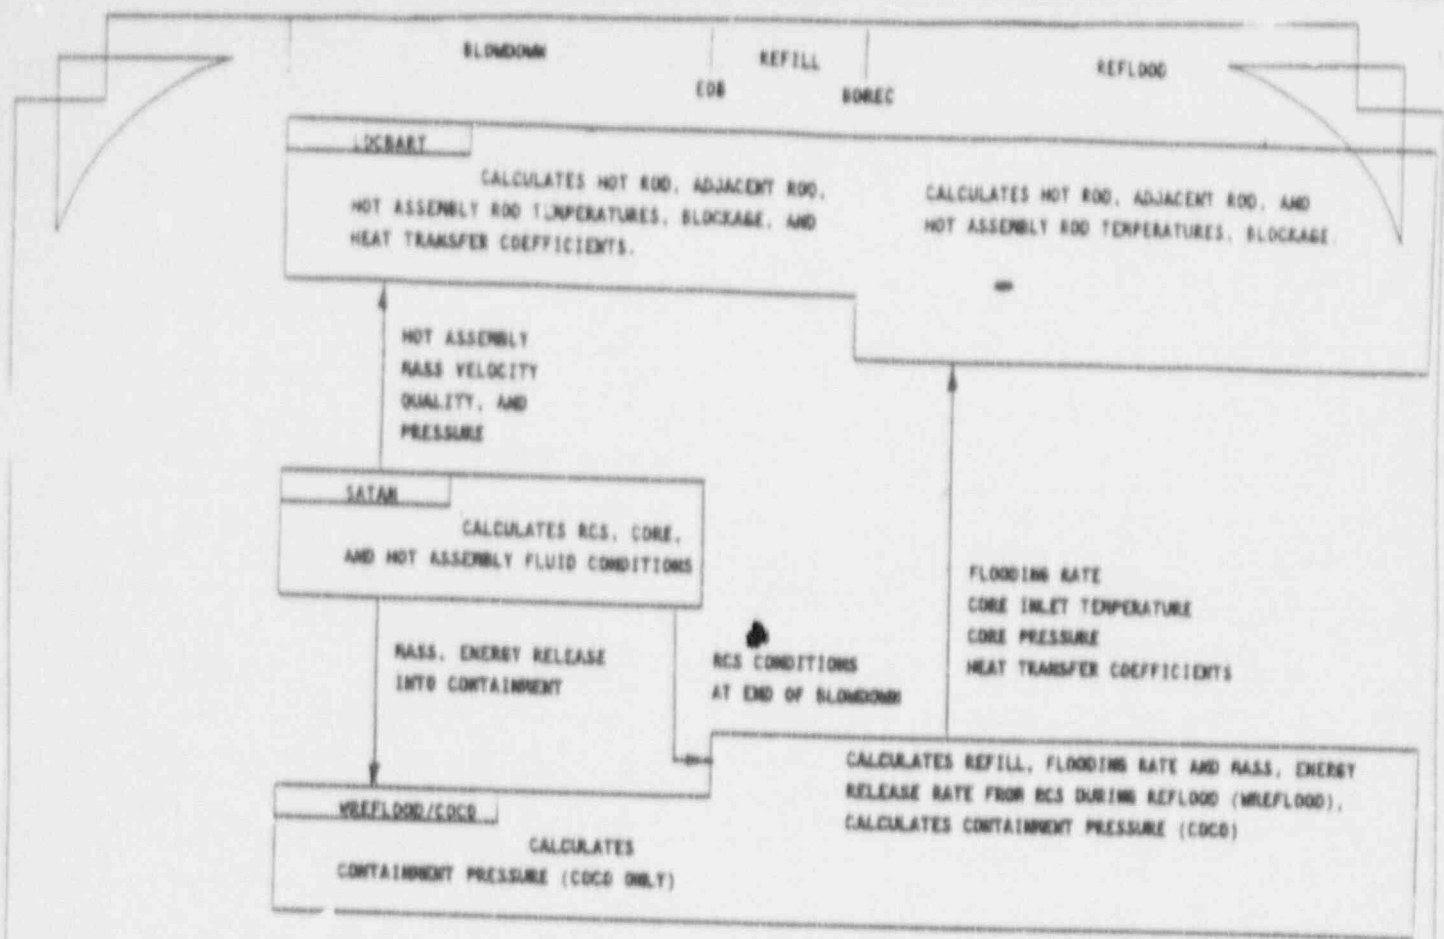 BLOWDOWN
REFILL
REFLOOD
EOB
BOREC
LOCBART
CALCULATES HOT ROD, ADJACENT ROD,
HOT ASSEMBLY ROD TEMPERATURES, BLOCKAGE, AND
HEAT TRANSFER COEFFICIENTS.
CALCULATES HOT ROD, ADJACENT ROD, AND
HOT ASSEMBLY ROD TEMPERATURES, BLOCKAGE.
HOT ASSEMBLY
MASS VELOCITY
QUALITY, AND
PRESSURE
SATAN
CALCULATES RCS, CORE,
AND HOT ASSEMBLY FLUID CONDITIONS
FLOODING RATE
CORE INLET TEMPERATURE
CORE PRESSURE
HEAT TRANSFER COEFFICIENTS
MASS, ENERGY RELEASE
INTO CONTAINMENT
RCS CONDITIONS
AT END OF BLOWDOWN
CALCULATES REFILL, FLOODING RATE AND MASS, ENERGY
RELEASE RATE FROM RCS DURING REFLOOD (WREFLOOD),
CALCULATES CONTAINMENT PRESSURE (COCO)
WREFLOOD/COCO
CALCULATES
CONTAINMENT PRESSURE (COCO ONLY)